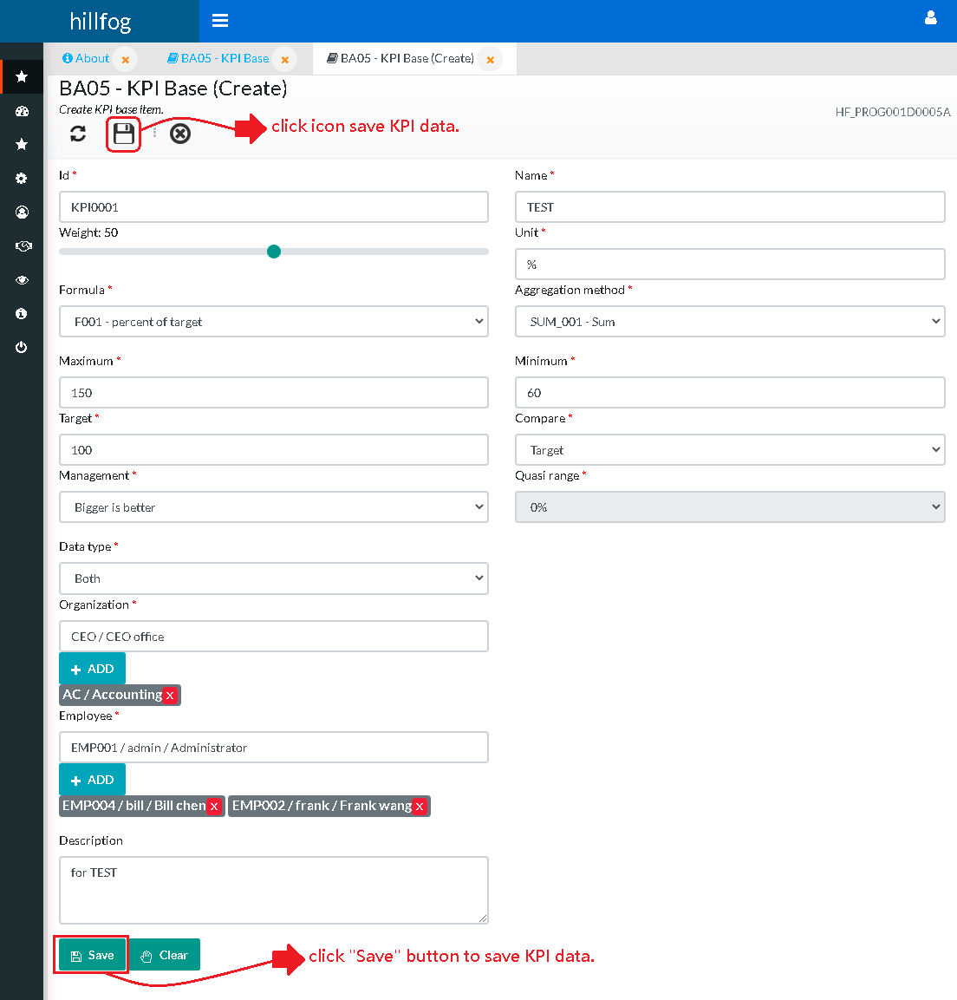 hillfog
About
BA05 - KPI Base
BA05 - KPI Base (Create)
BA05 - KPI Base (Create)
Create KPI base item.
HF_PROG001D0005A
click icon save KPI data.
Id *
Name *
KPI0001
TEST
Weight: 50
Unit *
%
Formula *
Aggregation method *
F001 - percent of target
SUM_001 - Sum
Maximum *
Minimum *
150
60
Target *
Compare *
100
Target
Management *
Quasi range *
Bigger is better
0%
Data type *
Both
Organization *
CEO / CEO office
+ ADD
AC / Accounting x
Employee *
EMP001 / admin / Administrator
+ ADD
EMP004 / bill / Bill chen x EMP002 / frank / Frank wang x
Description
for TEST
Save
Clear
click "Save" button to save KPI data.